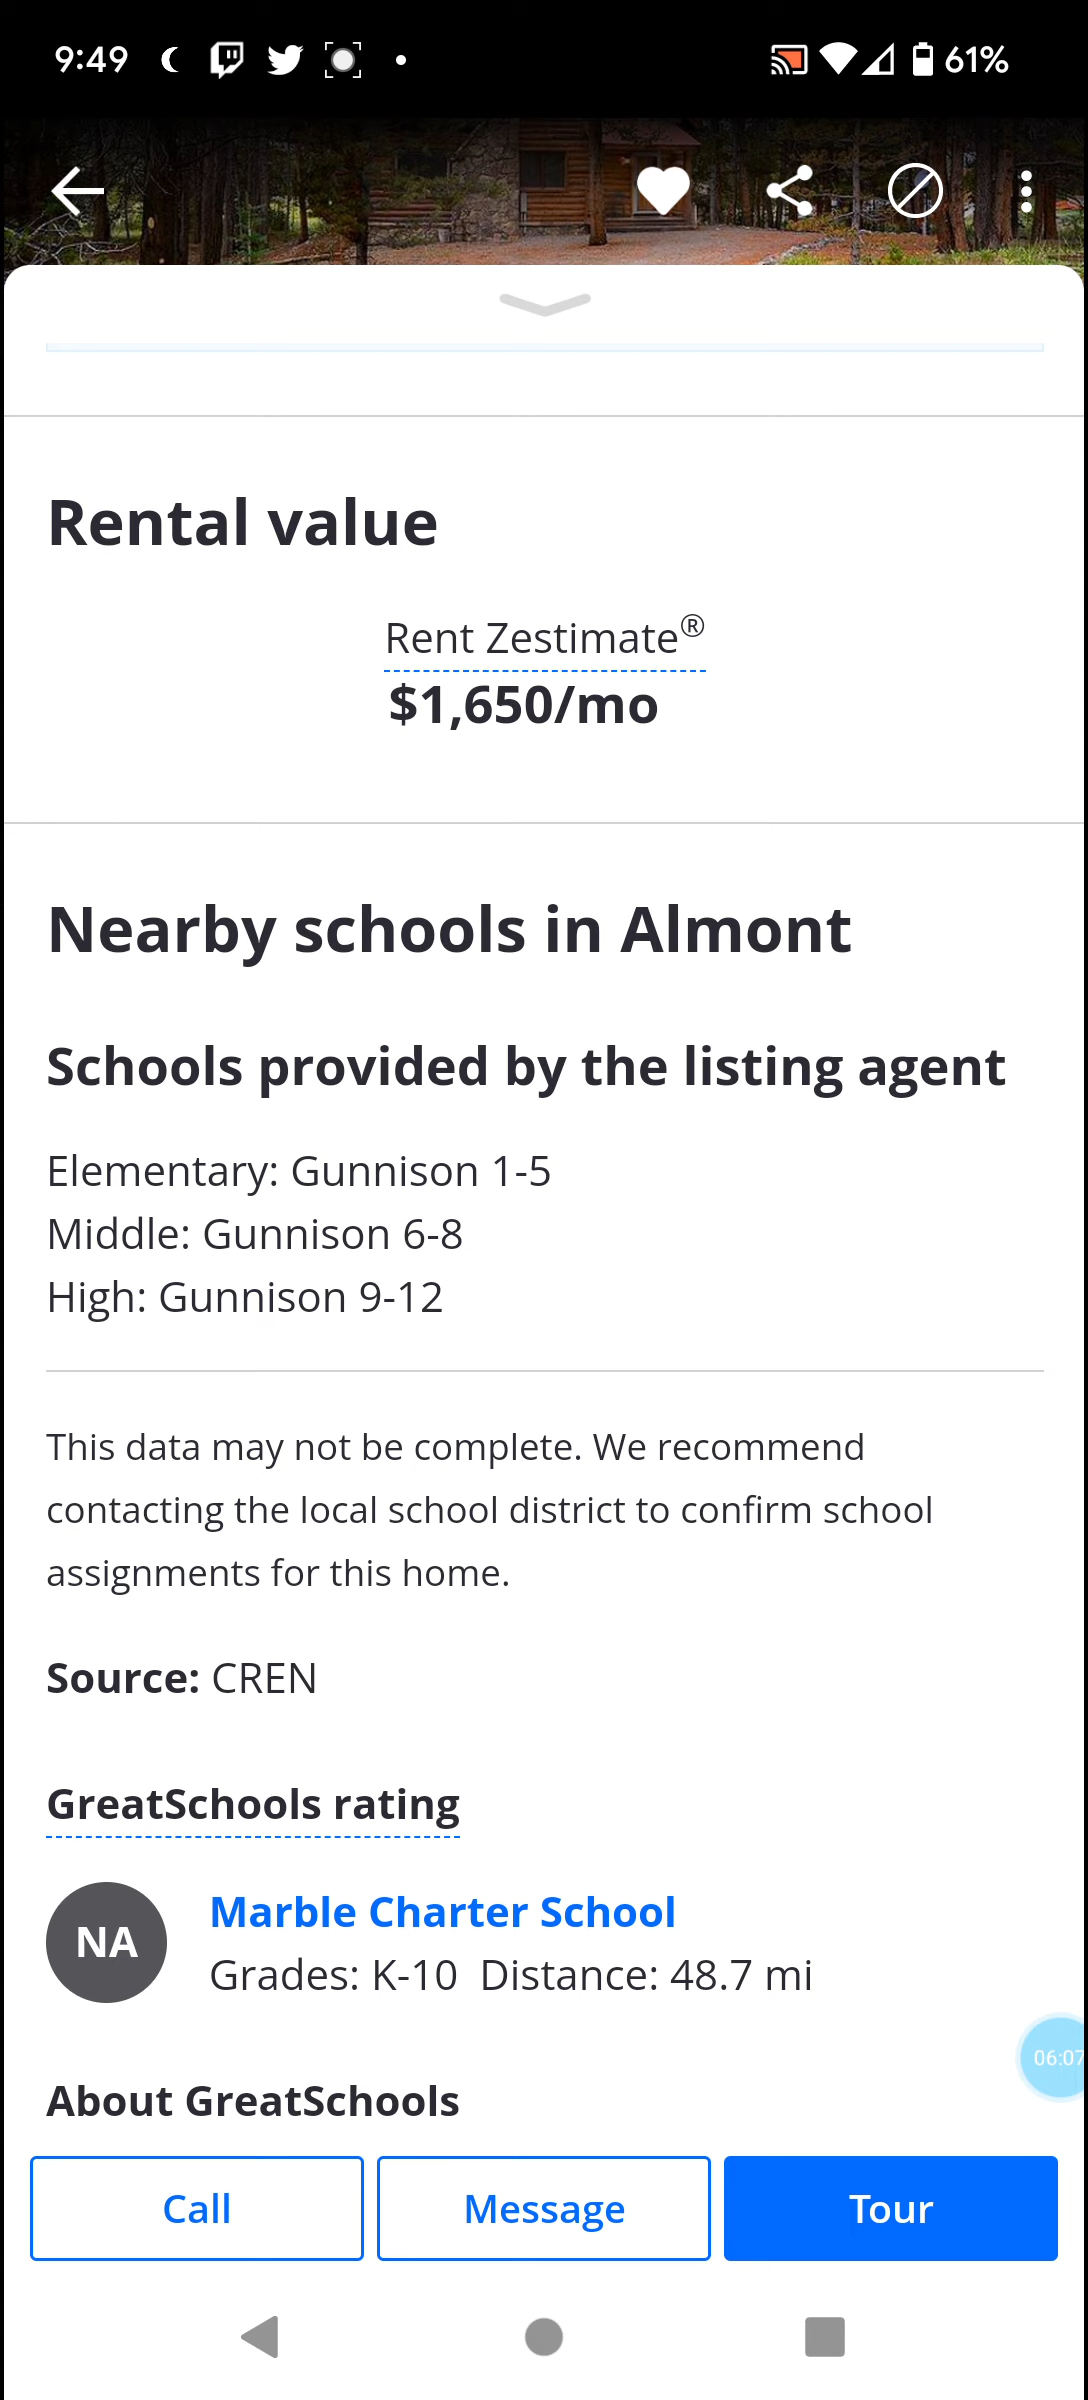 9:49
61%
Rental value
Rent Zestimate®
$1,650/mo
Nearby schools in Almont
Schools provided by the listing agent
Elementary: Gunnison 1-5
Middle: Gunnison 6-8
High: Gunnison 9-12
This data may not be complete. We recommend
contacting the local school district to confirm school
assignments for this home.
Source: CREN
GreatSchools rating
NA
Marble Charter School
Grades: K-10 Distance: 48.7 mi
06:07
About GreatSchools
Call
Message
Tour